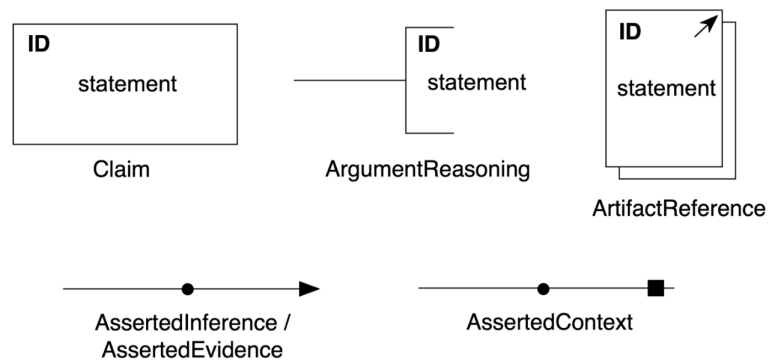 ID
statement
Claim
ID
statement
ArgumentReasoning
ID
statement
ArtifactReference
AssertedInference /
AssertedEvidence
AssertedContext